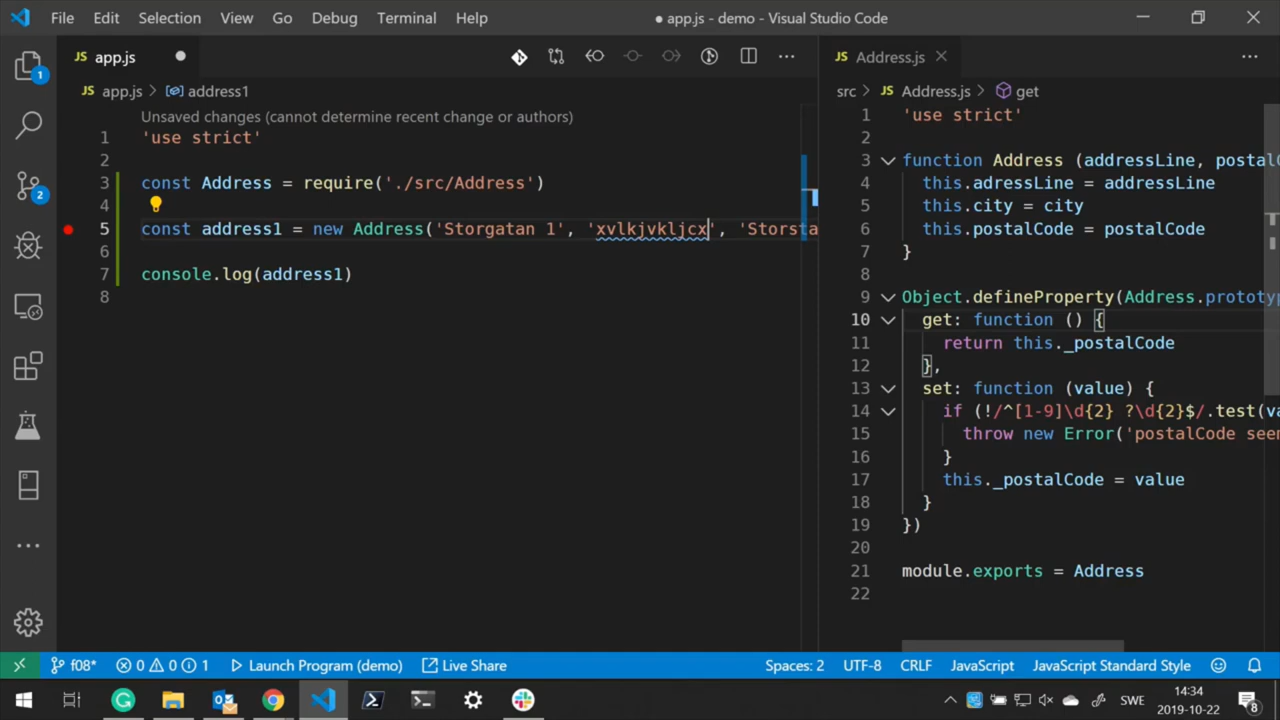 File Edit Selection View Go Debug Terminal Help ● app.js - demo - Visual Studio Code
JS app.js
JS Address.js
1
JS app.js > address1
src > JS Address.js > get
Unsaved changes (cannot determine recent change or authors)
1 'use strict'
2
3 const Address = require('./src/Address')
4
5 const address1 = new Address('Storgatan 1', 'xvlkjvkljcx', 'Storsta
6
7 console.log(address1)
8
2
1 'use strict'
2
3 function Address (addressLine, postalC
4 this.adressLine = addressLine
5 this.city = city
6 this.postalCode = postalCode
7 }
8
9 Object.defineProperty(Address.prototyp
10 get: function () {
11 return this._postalCode
12 },
13 set: function (value) {
14 if (!/^[1-9]\d{2} ?\d{2}$/.test(va
15 throw new Error('postalCode seem
16 }
17 this._postalCode = value
18 }
19 })
20
21 module.exports = Address
22
f08* 0 0 1 Launch Program (demo) Live Share Spaces: 2 UTF-8 CRLF JavaScript JavaScript Standard Style
SWE
14:34
2019-10-22
8